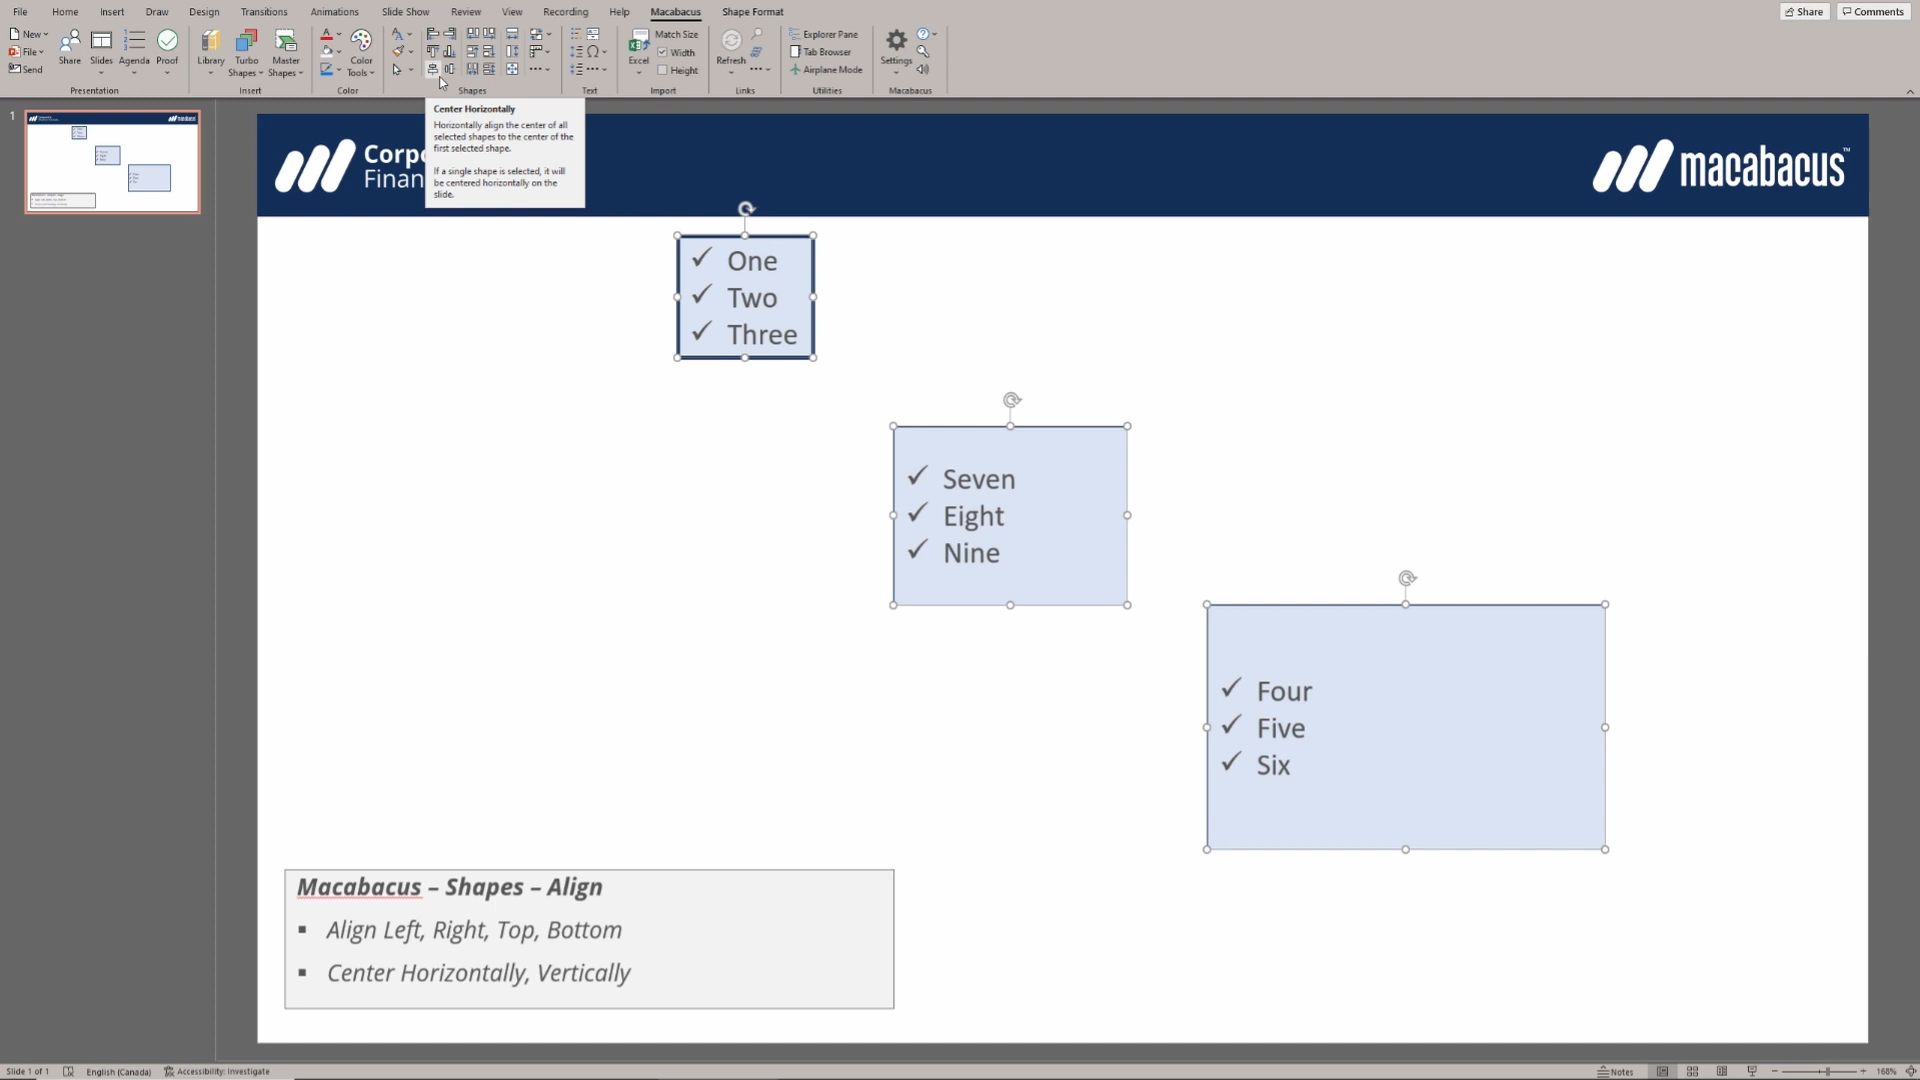 File Home Insert Draw Design Transitions Animations Slide Show Review View Recording Help Macabacus Shape Format
Share Comments
New
File
Send
Share
Slides
Agenda
Proof
Library
Turbo
Shapes
Master
Shapes
Color
Tools
Excel
Match Size
Width
Height
Refresh
Explorer Pane
Tab Browser
Airplane Mode
Settings
Presentation Insert Color Shapes Text Import Links Utilities Macabacus
1
Center Horizontally
Horizontally align the center of all
selected shapes to the center of the
first selected shape.
If a single shape is selected, it will
be centered horizontally on the
slide.
macabacus™
✓ One
✓ Two
✓ Three
✓ Seven
✓ Eight
✓ Nine
✓ Four
✓ Five
✓ Six
Macabacus – Shapes – Align
▪ Align Left, Right, Top, Bottom
▪ Center Horizontally, Vertically
Slide 1 of 1 English (Canada) Accessibility: Investigate
Notes 168%